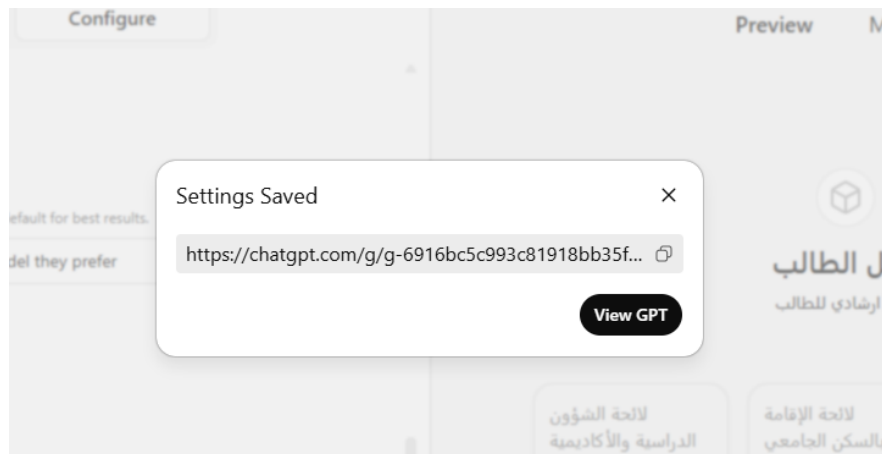 Configure
Preview
Settings Saved
https://chatgpt.com/g/g-6916bc5c993c81918bb35f...
View GPT
efault for best results.
del they prefer
ل الطالب
ارشادي للطالب
لائحة الشؤون
الدراسية والأكاديمية
لائحة الإقامة
بالسكن الجامعي